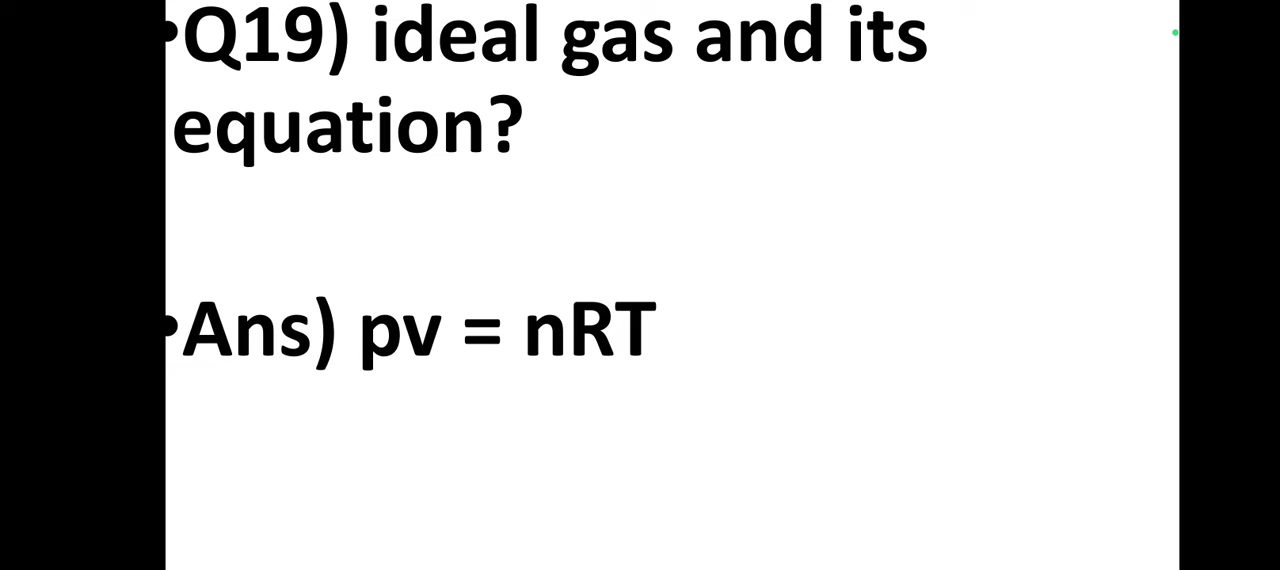 •Q19) ideal gas and its
equation?
•Ans) pv = nRT